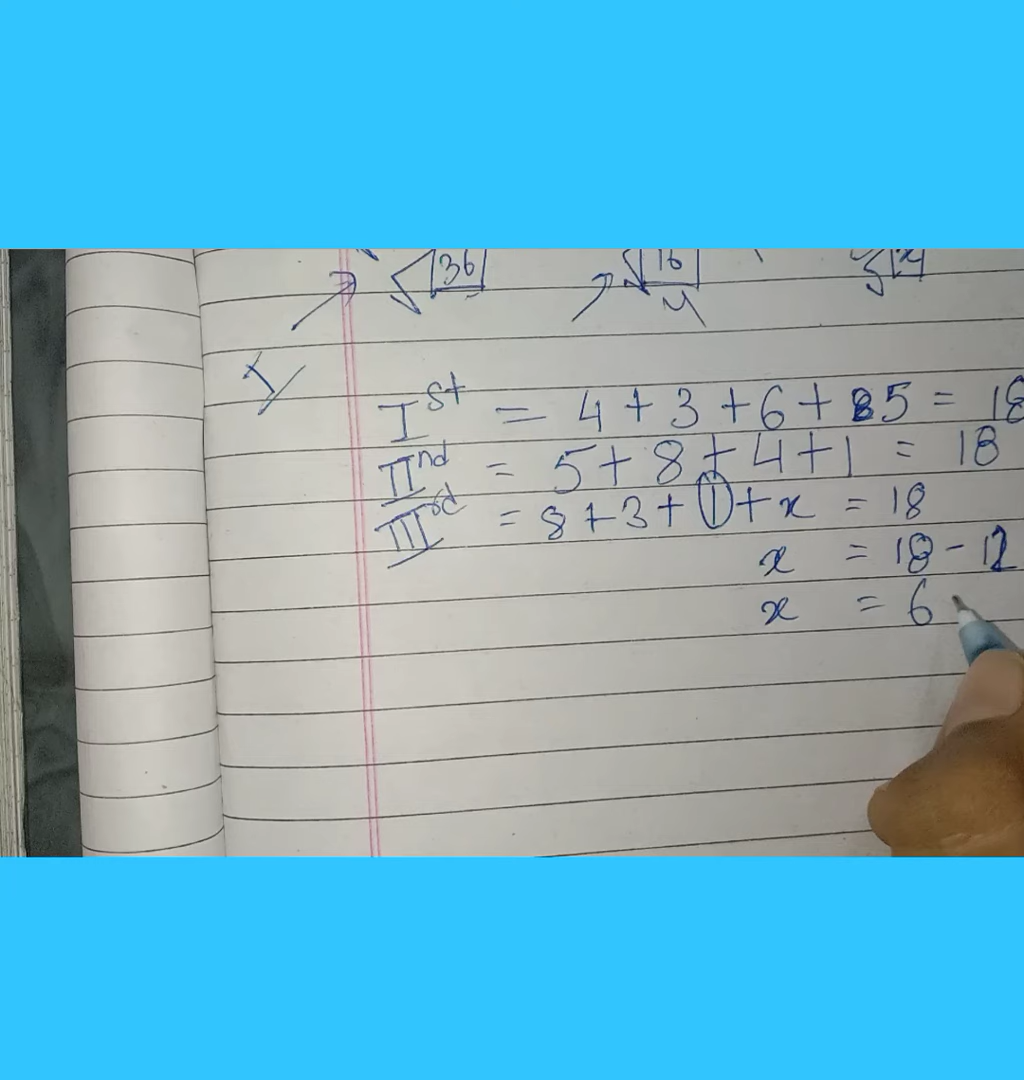 √36 √16 3√x
4
Ist = 4 + 3 + 6 + 5 = 18
IInd = 5 + 8 + 4 + 1 = 18
IIIrd = 8 + 3 + 1 + x = 18
x = 18 - 12
x = 6